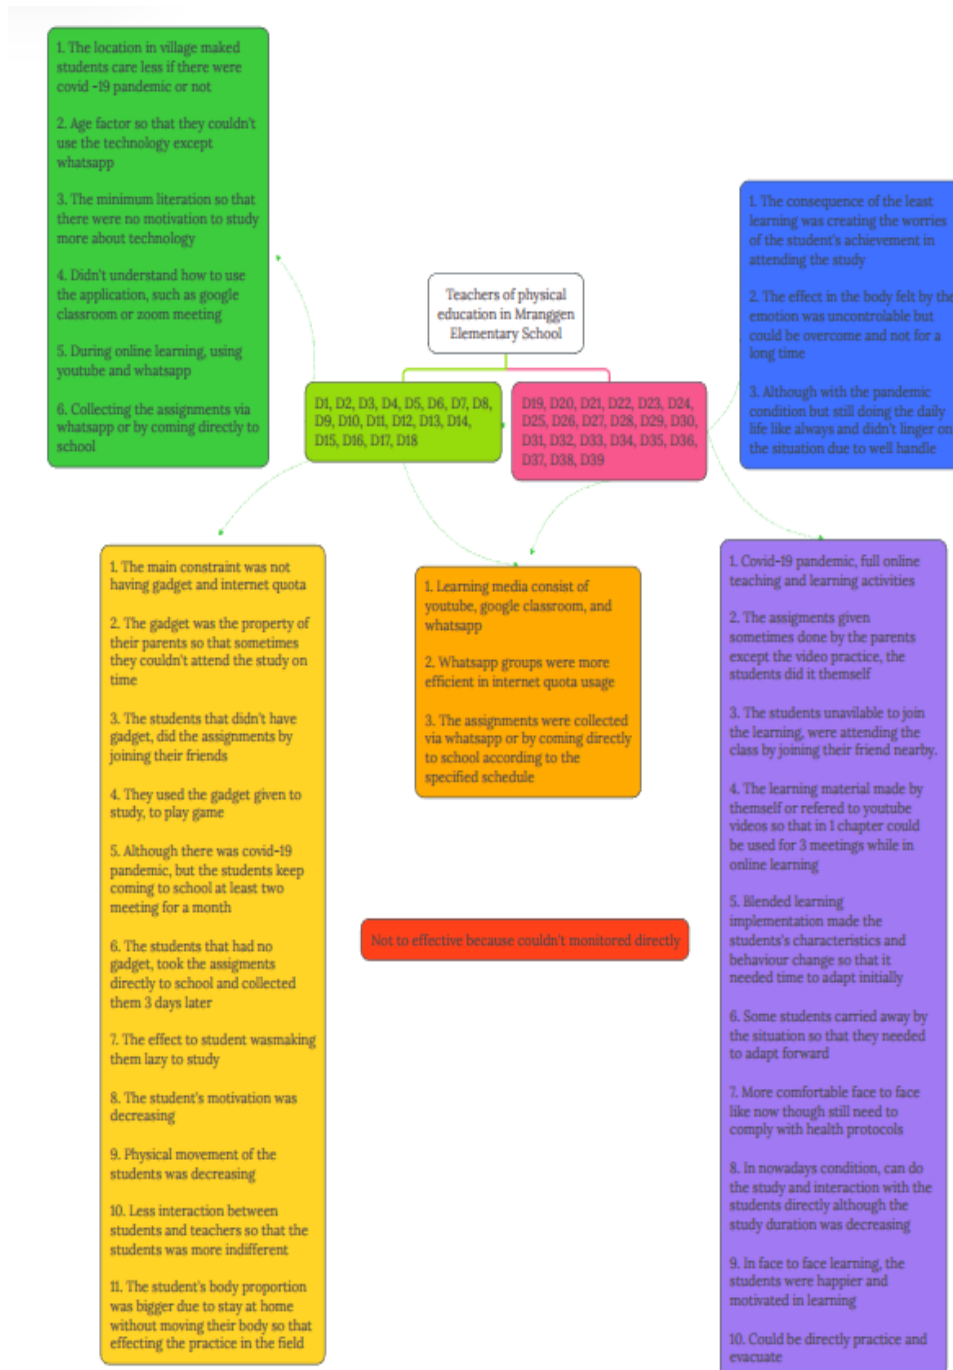 1. The location in village maked
students care less if there were
covid -19 pandemic or not
2. Age factor so that they couldn't
use the technology except
whatsapp
3. The minimum literation so that
there were no motivation to study
more about technology
4. Didn't understand how to use
the application, such as google
classroom or zoom meeting
5. During online learning, using
youtube and whatsapp
6. Collecting the assignments via
whatsapp or by coming directly to
school
1. The consequence of the least
learning was creating the worries
of the student's achievement in
attending the study
2. The effect in the body felt by the
emotion was uncontrolable but
could be overcome and not for a
long time
3. Although with the pandemic
condition but still doing the daily
life like always and didn't linger on
the situation due to well handle
Teachers of physical
education in Mranggen
Elementary School
D1, D2, D3, D4, D5, D6, D7, D8,
D9, D10, D11, D12, D13, D14,
D15, D16, D17, D18
D19, D20, D21, D22, D23, D24,
D25, D26, D27, D28, D29, D30,
D31, D32, D33, D34, D35, D36,
D37, D38, D39
1. The main constraint was not
having gadget and internet quota
2. The gadget was the property of
their parents so that sometimes
they couldn't attend the study on
time
3. The students that didn't have
gadget, did the assignments by
joining their friends
4. They used the gadget given to
study, to play game
5. Although there was covid-19
pandemic, but the students keep
coming to school at least two
meeting for a month
6. The students that had no
gadget, took the assigments
directly to school and collected
them 3 days later
7. The effect to student wasmaking
them lazy to study
8. The student's motivation was
decreasing
9. Physical movement of the
students was decreasing
10. Less interaction between
students and teachers so that the
students was more indifferent
11. The student's body proportion
was bigger due to stay at home
without moving their body so that
effecting the practice in the field
1. Learning media consist of
youtube, google classroom, and
whatsapp
2. Whatsapp groups were more
efficient in internet quota usage
3. The assignments were collected
via whatsapp or by coming directly
to school according to the
specified schedule
Not to effective because couldn't monitored directly
1. Covid-19 pandemic, full online
teaching and learning activities
2. The assigments given
sometimes done by the parents
except the video practice, the
students did it themself
3. The students unavilable to join
the learning, were attending the
class by joining their friend nearby.
4. The learning material made by
themself or refered to youtube
videos so that in 1 chapter could
be used for 3 meetings while in
online learning
5. Blended learning
implementation made the
students's characteristics and
behaviour change so that it
needed time to adapt initially
6. Some students carried away by
the situation so that they needed
to adapt forward
7. More comfortable face to face
like now though still need to
comply with health protocols
8. In nowadays condition, can do
the study and interaction with the
students directly although the
study duration was decreasing
9. In face to face learning, the
students were happier and
motivated in learning
10. Could be directly practice and
evacuate